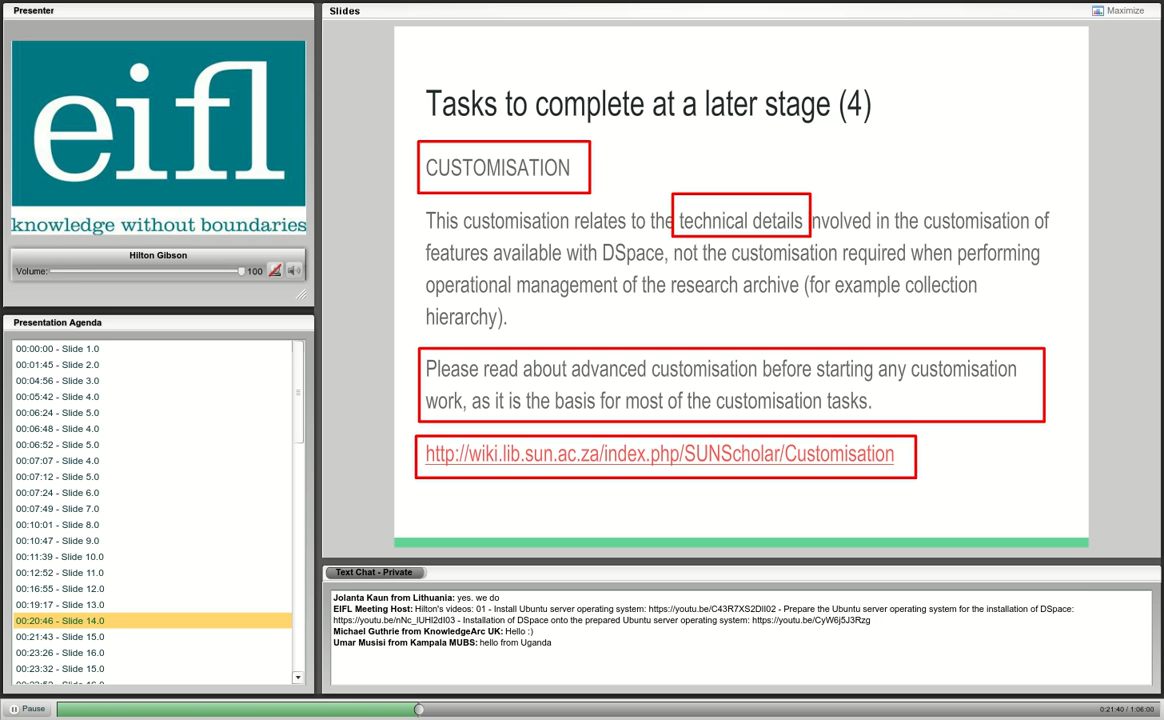 Presenter
eifl
knowledge without boundaries
Hilton Gibson
Volume: 100
Presentation Agenda
00:00:00 - Slide 1.0
00:01:45 - Slide 2.0
00:04:56 - Slide 3.0
00:05:42 - Slide 4.0
00:06:24 - Slide 5.0
00:06:48 - Slide 4.0
00:06:52 - Slide 5.0
00:07:07 - Slide 4.0
00:07:12 - Slide 5.0
00:07:24 - Slide 6.0
00:07:49 - Slide 7.0
00:10:01 - Slide 8.0
00:10:47 - Slide 9.0
00:11:39 - Slide 10.0
00:12:52 - Slide 11.0
00:16:55 - Slide 12.0
00:19:17 - Slide 13.0
00:20:46 - Slide 14.0
00:21:43 - Slide 15.0
00:23:26 - Slide 16.0
00:23:32 - Slide 15.0
Slides
Maximize
Tasks to complete at a later stage (4)
CUSTOMISATION
This customisation relates to the technical details involved in the customisation of
features available with DSpace, not the customisation required when performing
operational management of the research archive (for example collection
hierarchy).
Please read about advanced customisation before starting any customisation
work, as it is the basis for most of the customisation tasks.
http://wiki.lib.sun.ac.za/index.php/SUNScholar/Customisation
Text Chat - Private
Jolanta Kaun from Lithuania: yes. we do
EIFL Meeting Host: Hilton's videos: 01 - Install Ubuntu server operating system: https://youtu.be/C43R7XS2DlI02 - Prepare the Ubuntu server operating system for the installation of DSpace:
https://youtu.be/nNc_lUHl2dI03 - Installation of DSpace onto the prepared Ubuntu server operating system: https://youtu.be/CyW6j5J3Rzg
Michael Guthrie from KnowledgeArc UK: Hello :)
Umar Musisi from Kampala MUBS: hello from Uganda
Pause
0:21:40 / 1:06:00